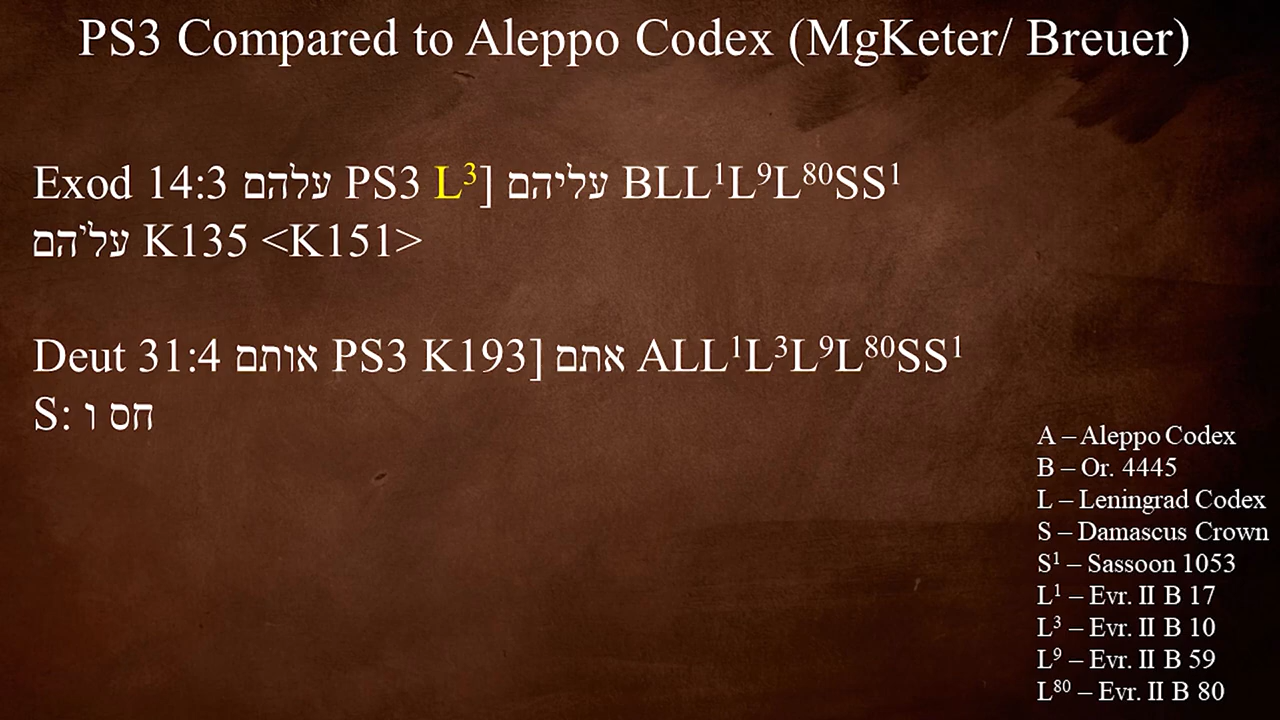 PS3 Compared to Aleppo Codex (MgKeter/ Breuer)
Exod 14:3 עלהם PS3 L³] עליהם BLL¹L⁹L⁸⁰SS¹
עליהם K135 <K151>
Deut 31:4 אותם PS3 K193] אתם ALL¹L³L⁹L⁸⁰SS¹
S: חס ו
A – Aleppo Codex
B – Or. 4445
L – Leningrad Codex
S – Damascus Crown
S¹ – Sassoon 1053
L¹ – Evr. II B 17
L³ – Evr. II B 10
L⁹ – Evr. II B 59
L⁸⁰ – Evr. II B 80